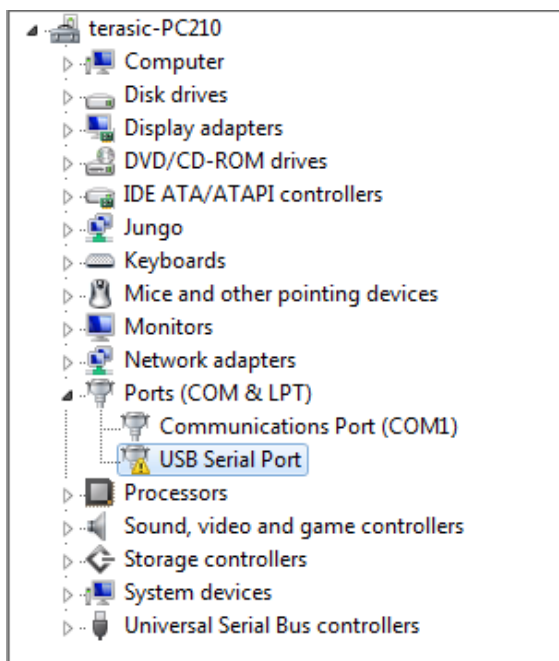 terasic-PC210
Computer
Disk drives
Display adapters
DVD/CD-ROM drives
IDE ATA/ATAPI controllers
Jungo
Keyboards
Mice and other pointing devices
Monitors
Network adapters
Ports (COM & LPT)
Communications Port (COM1)
USB Serial Port
Processors
Sound, video and game controllers
Storage controllers
System devices
Universal Serial Bus controllers